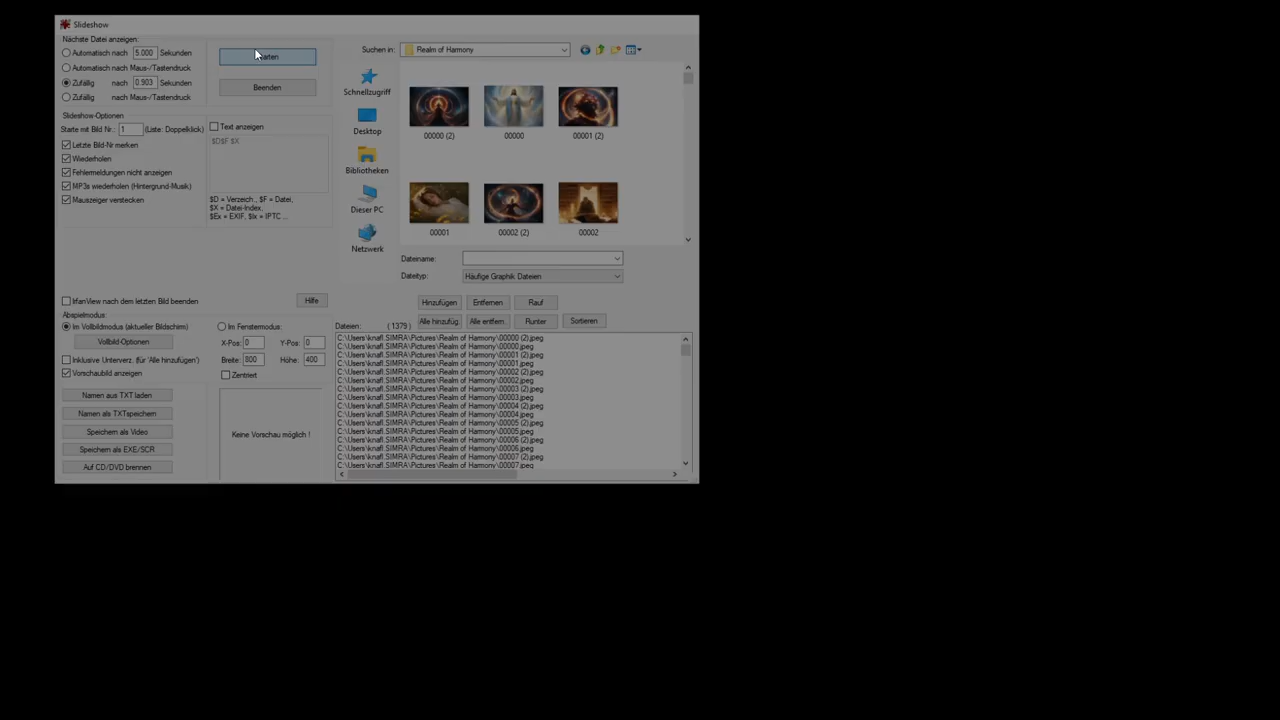 Slideshow
Nächste Datei anzeigen:
Automatisch nach 5.000 Sekunden
Automatisch nach Maus-/Tastendruck
Zufällig nach 0.903 Sekunden
Zufällig nach Maus-/Tastendruck
Beenden
Slideshow-Optionen
Starte mit Bild Nr.: 1 (Liste: Doppelklick)
Letzte Bild-Nr merken
Wiederholen
Fehlermeldungen nicht anzeigen
MP3s wiederholen (Hintergrund-Musik)
Mauszeiger verstecken
Text anzeigen
$D$F $X
$D = Verzeich., $F = Datei,
$X = Datei-Index,
$Ex = EXIF, $Ix = IPTC ...
IrfanView nach dem letzten Bild beenden
Hilfe
Abspielmodus:
Im Vollbildmodus (aktueller Bildschirm)
Vollbild-Optionen
Inklusive Unterverz. (für 'Alle hinzufügen')
Vorschaubild anzeigen
Im Fenstermodus:
X-Pos: 0 Y-Pos: 0
Breite: 800 Höhe: 400
Zentriert
Namen aus TXT laden
Namen als TXTspeichern
Speichern als Video
Speichern als EXE/SCR
Auf CD/DVD brennen
Keine Vorschau möglich !
Suchen in: Realm of Harmony
Schnellzugriff
Desktop
Bibliotheken
Dieser PC
Netzwerk
00000 (2) 00000 00001 (2)
00001 00002 (2) 00002
Dateiname:
Dateityp: Häufige Graphik Dateien
Hinzufügen Entfernen Rauf
Alle hinzufüg. Alle entfern. Runter Sortieren
Dateien: ( 1379 )
C:\Users\knafl.SIMRA\Pictures\Realm of Harmony\00000 (2).jpeg
C:\Users\knafl.SIMRA\Pictures\Realm of Harmony\00000.jpeg
C:\Users\knafl.SIMRA\Pictures\Realm of Harmony\00001 (2).jpeg
C:\Users\knafl.SIMRA\Pictures\Realm of Harmony\00001.jpeg
C:\Users\knafl.SIMRA\Pictures\Realm of Harmony\00002 (2).jpeg
C:\Users\knafl.SIMRA\Pictures\Realm of Harmony\00002.jpeg
C:\Users\knafl.SIMRA\Pictures\Realm of Harmony\00003 (2).jpeg
C:\Users\knafl.SIMRA\Pictures\Realm of Harmony\00003.jpeg
C:\Users\knafl.SIMRA\Pictures\Realm of Harmony\00004 (2).jpeg
C:\Users\knafl.SIMRA\Pictures\Realm of Harmony\00004.jpeg
C:\Users\knafl.SIMRA\Pictures\Realm of Harmony\00005 (2).jpeg
C:\Users\knafl.SIMRA\Pictures\Realm of Harmony\00005.jpeg
C:\Users\knafl.SIMRA\Pictures\Realm of Harmony\00006 (2).jpeg
C:\Users\knafl.SIMRA\Pictures\Realm of Harmony\00006.jpeg
C:\Users\knafl.SIMRA\Pictures\Realm of Harmony\00007 (2).jpeg
C:\Users\knafl.SIMRA\Pictures\Realm of Harmony\00007.jpeg